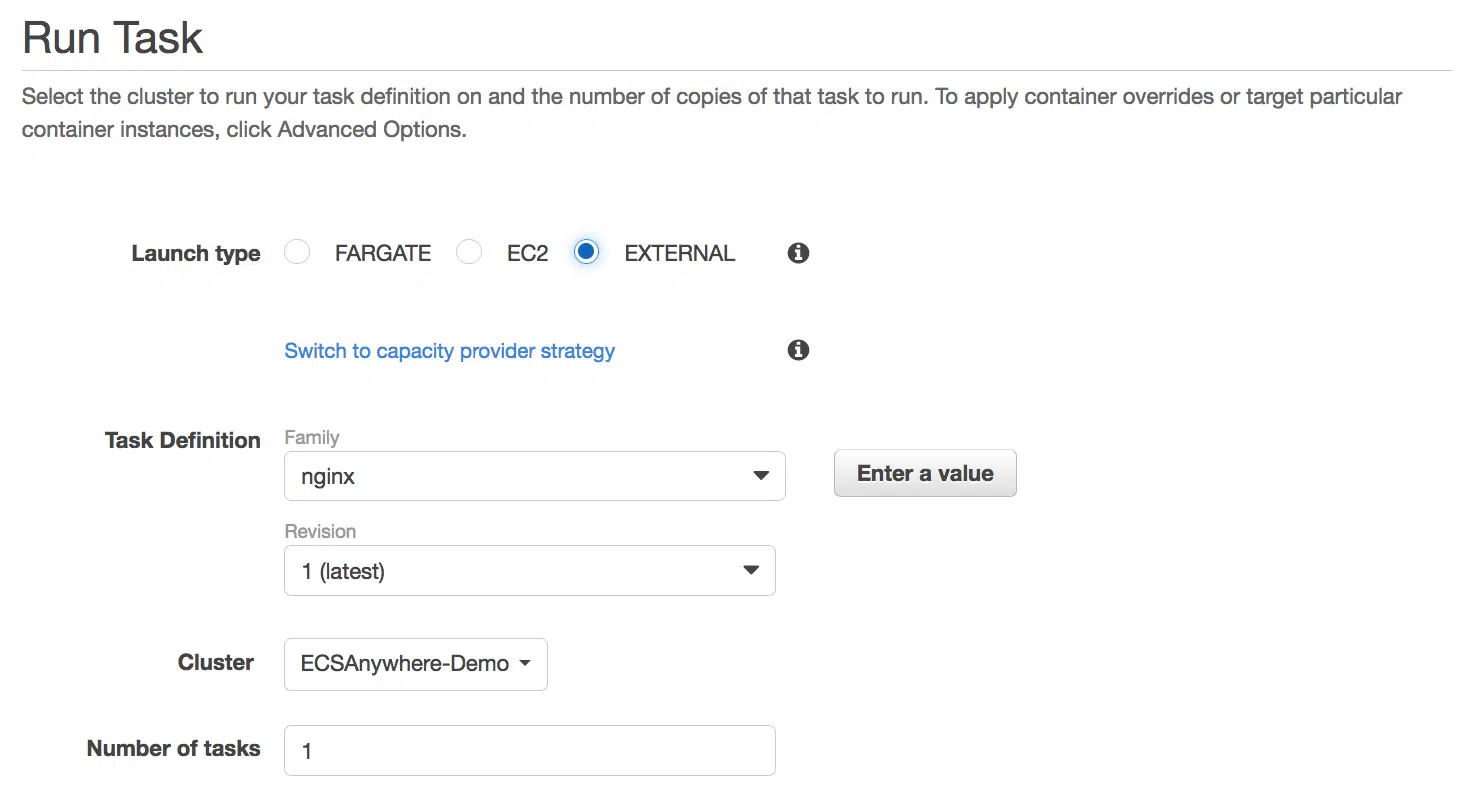 Run Task
Select the cluster to run your task definition on and the number of copies of that task to run. To apply container overrides or target particular
container instances, click Advanced Options.
Launch type FARGATE EC2 EXTERNAL
Switch to capacity provider strategy
Task Definition Family
nginx Enter a value
Revision
1 (latest)
Cluster ECSAnywhere-Demo
Number of tasks 1